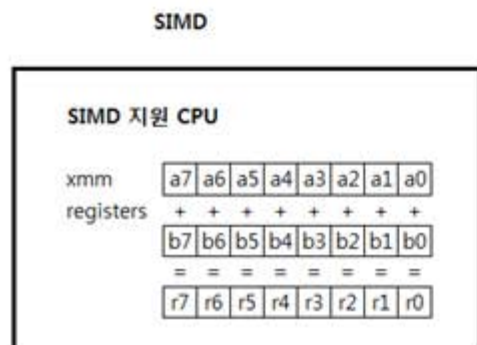 SIMD
SIMD 지원 CPU
xmm a7 a6 a5 a4 a3 a2 a1 a0
registers + + + + + + + +
b7 b6 b5 b4 b3 b2 b1 b0
= = = = = = = =
r7 r6 r5 r4 r3 r2 r1 r0